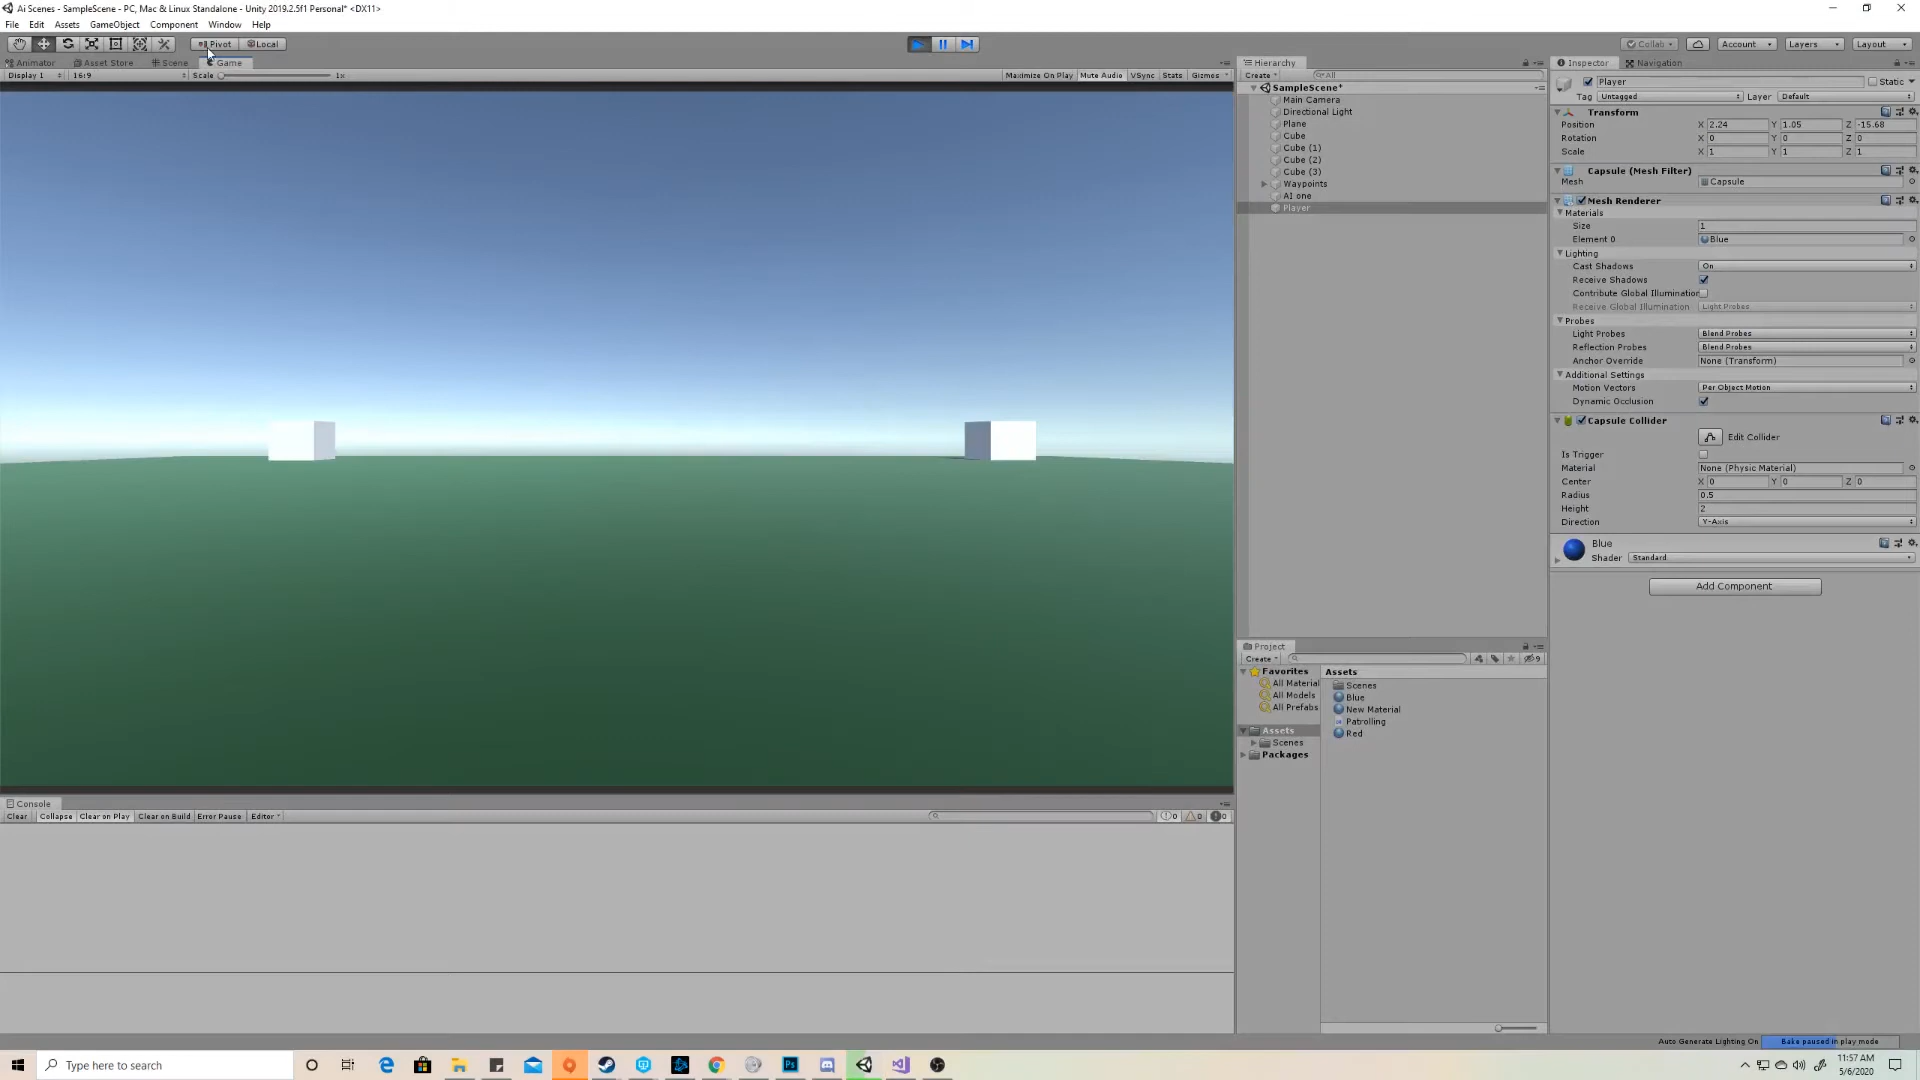 Ai Scenes - SampleScene - PC, Mac & Linux Standalone - Unity 2019.2.5f1 Personal* <DX11>
File Edit Assets GameObject Component Window Help
Pivot Local
Collab Account Layers Layout
Animator Asset Store Scene Game
Display 1 16:9 Scale 1x
Maximize On Play Mute Audio VSync Stats Gizmos
Hierarchy
Create All
SampleScene*
Main Camera
Directional Light
Plane
Cube
Cube (1)
Cube (2)
Cube (3)
Waypoints
AI one
Player
Inspector Navigation
Player Static
Tag Untagged Layer Default
Transform
Position X 2.24 Y 1.05 Z -15.68
Rotation X 0 Y 0 Z 0
Scale X 1 Y 1 Z 1
Capsule (Mesh Filter)
Mesh Capsule
Mesh Renderer
Materials
Size 1
Element 0 Blue
Lighting
Cast Shadows On
Receive Shadows
Contribute Global Illumination
Receive Global Illumination Light Probes
Probes
Light Probes Blend Probes
Reflection Probes Blend Probes
Anchor Override None (Transform)
Additional Settings
Motion Vectors Per Object Motion
Dynamic Occlusion
Capsule Collider
Edit Collider
Is Trigger
Material None (Physic Material)
Center X 0 Y 0 Z 0
Radius 0.5
Height 2
Direction Y-Axis
Blue
Shader Standard
Add Component
Project
Create
9
Favorites
All Material
All Models
All Prefabs
Assets
Scenes
Packages
Assets
Scenes
Blue
New Material
Patrolling
Red
Console
Clear Collapse Clear on Play Clear on Build Error Pause Editor
0 0 0
Auto Generate Lighting On Bake paused in play mode
Type here to search
11:57 AM
5/6/2020